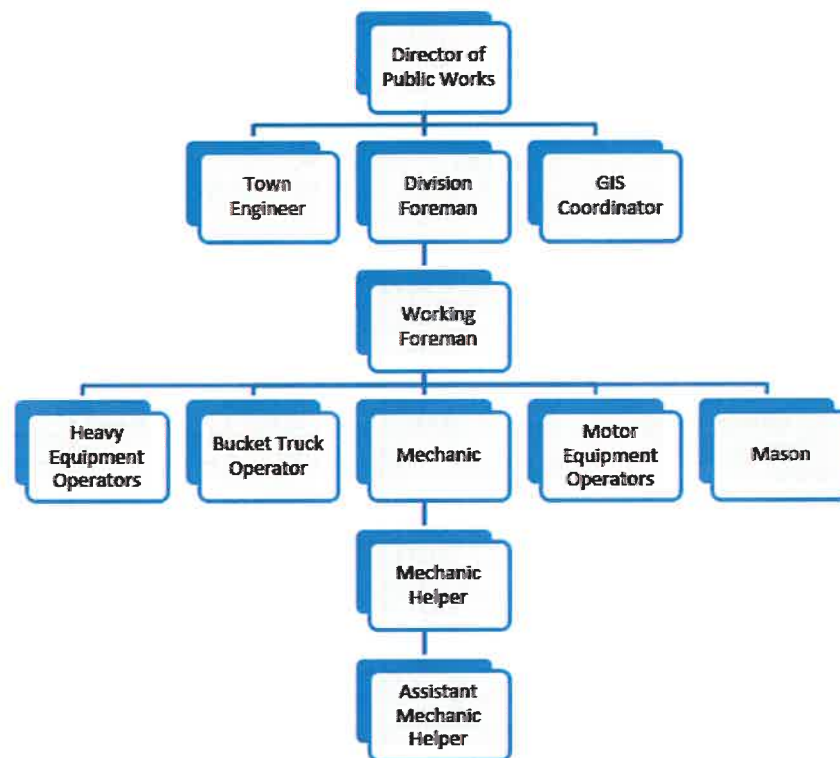 Director of
Public Works
Town
Engineer
Division
Foreman
GIS
Coordinator
Working
Foreman
Heavy
Equipment
Operators
Bucket Truck
Operator
Mechanic
Motor
Equipment
Operators
Mason
Mechanic
Helper
Assistant
Mechanic
Helper